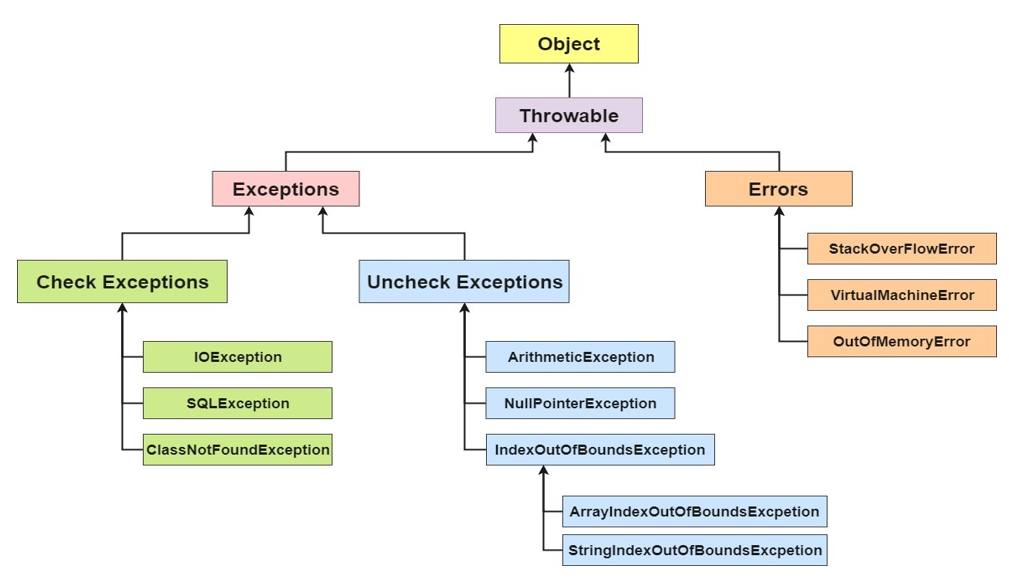 Object
Throwable
Exceptions
Errors
StackOverFlowError
Check Exceptions
Uncheck Exceptions
VirtualMachineError
OutOfMemoryError
IOException
ArithmeticException
SQLException
NullPointerException
ClassNotFoundException
IndexOutOfBoundsException
ArrayIndexOutOfBoundsExcpetion
StringIndexOutOfBoundsExcpetion